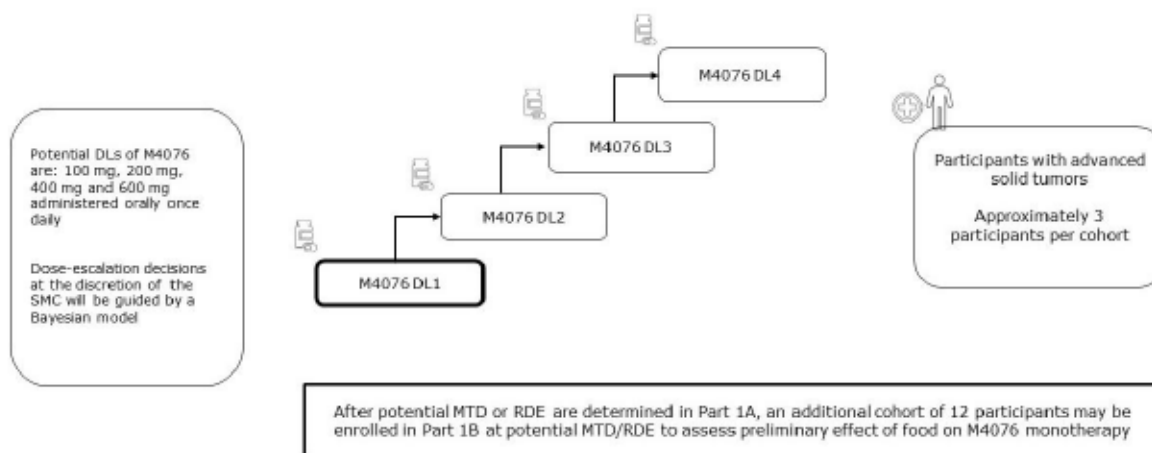 M4076 DL4
M4076 DL3
M4076 DL2
M4076 DL1
Potential DLs of M4076
are: 100 mg, 200 mg,
400 mg and 600 mg
administered orally once
daily
Dose-escalation decisions
at the discretion of the
SMC will be guided by a
Bayesian model
Participants with advanced
solid tumors
Approximately 3
participants per cohort
After potential MTD or RDE are determined in Part 1A, an additional cohort of 12 participants may be
enrolled in Part 1B at potential MTD/RDE to assess preliminary effect of food on M4076 monotherapy